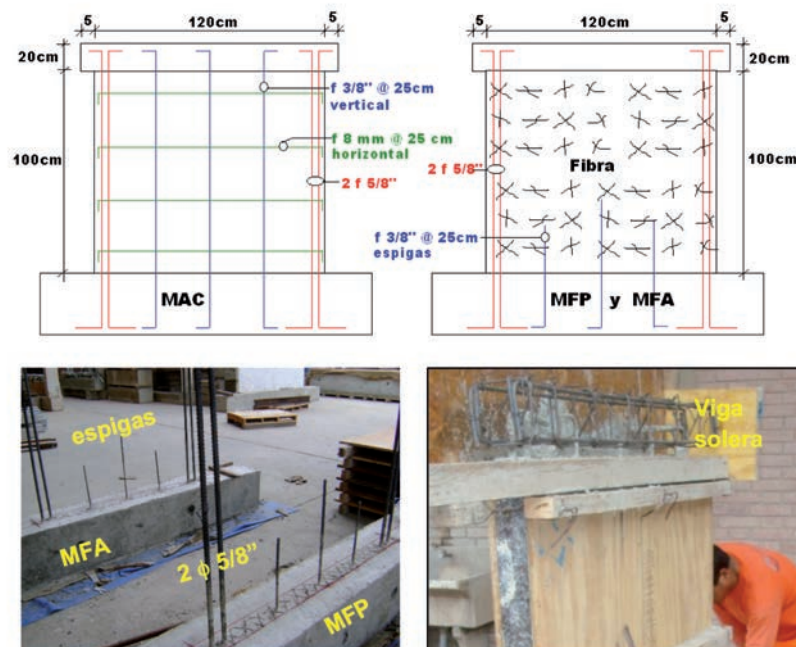 5
120cm
5
20cm
100cm
f 3/8" @ 25cm
vertical
f 8 mm @ 25 cm
horizontal
2 f 5/8"
MAC
5
120cm
5
20cm
100cm
Fibra
2 f 5/8"
f 3/8" @ 25cm
espigas
MFP y MFA
espigas
MFA
2 ϕ 5/8"
MFP
Viga
solera